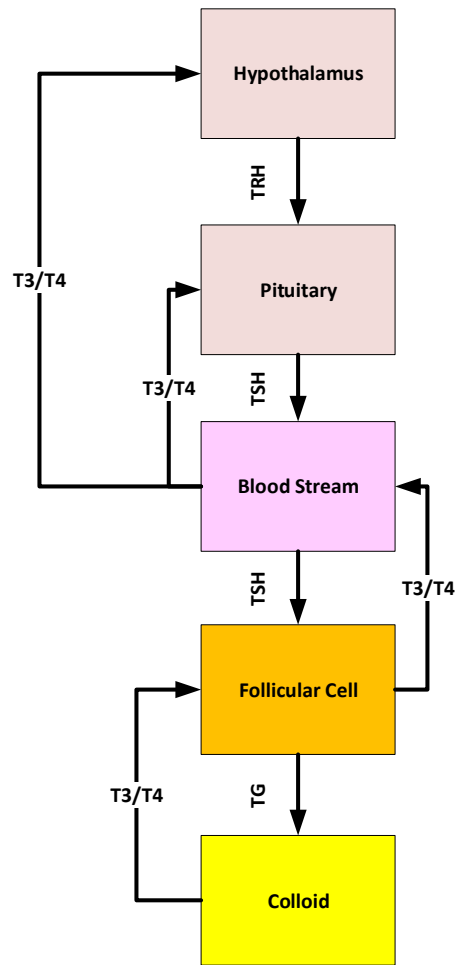 Hypothalamus
TRH
T3/T4
Pituitary
T3/T4
TSH
Blood Stream
T3/T4
TSH
Follicular Cell
T3/T4
TG
Colloid